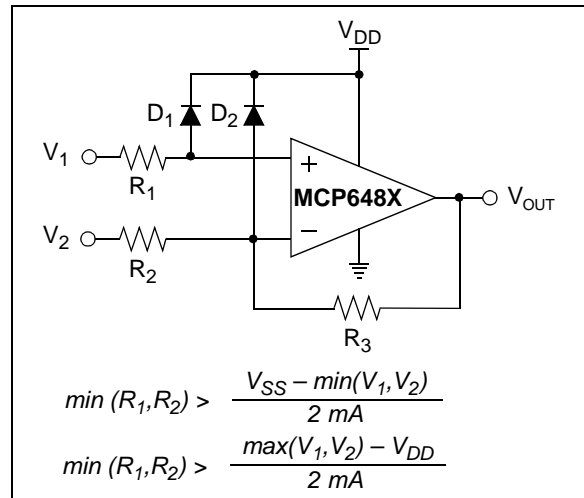 V_DD
D_1 D_2
V_1
R_1
+
MCP648X
V_OUT
V_2
R_2
−
R_3
min (R_1,R_2) > V_SS – min(V_1,V_2) / 2 mA
min (R_1,R_2) > max(V_1,V_2) – V_DD / 2 mA